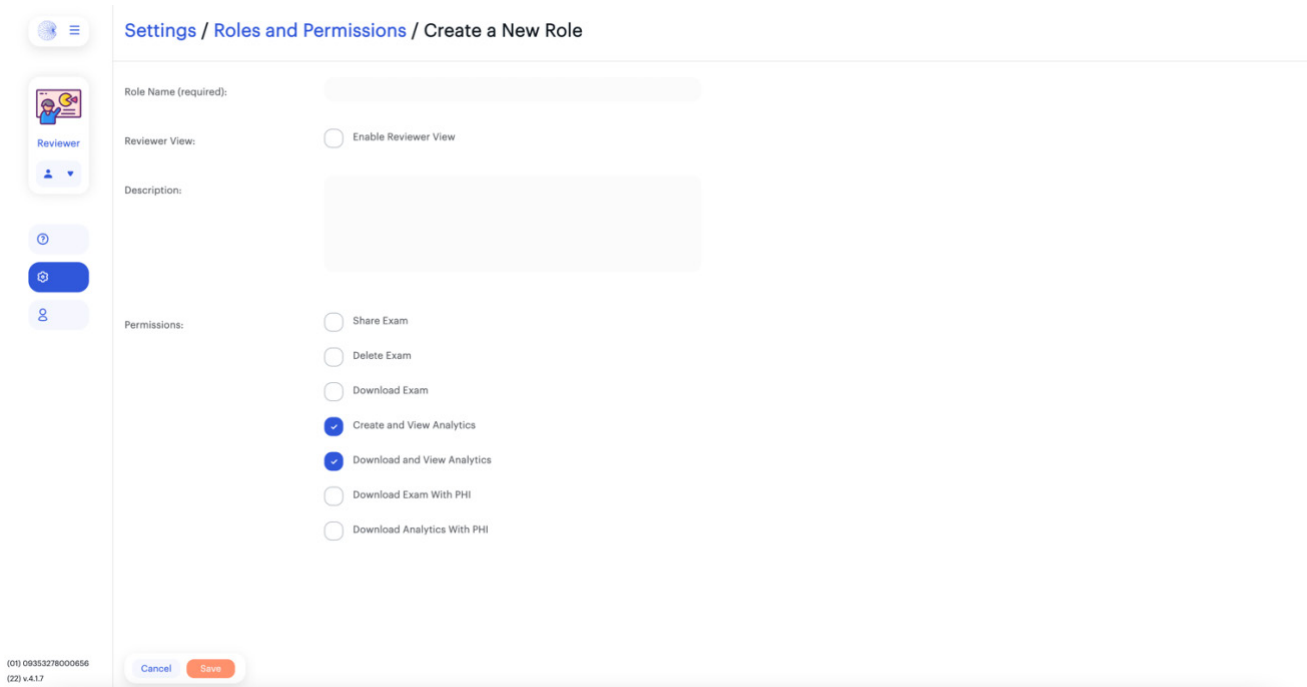 Settings / Roles and Permissions / Create a New Role
Reviewer
Role Name (required):
Reviewer View:
Enable Reviewer View
Description:
Permissions:
Share Exam
Delete Exam
Download Exam
Create and View Analytics
Download and View Analytics
Download Exam With PHI
Download Analytics With PHI
(01) 09353278000656
(22) v.4.1.7
Cancel
Save